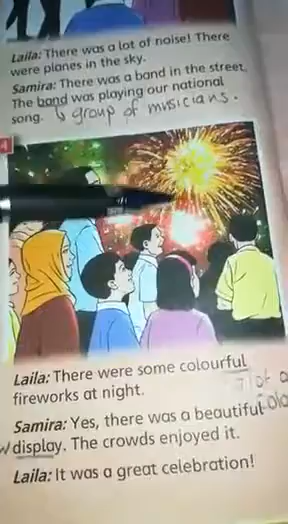 Laila: There was a lot of noise! There
were planes in the sky.
Samira: There was a band in the street.
The band was playing our national
song. ↳ group of musicians.
4
Laila: There were some colourful
fireworks at night.
Samira: Yes, there was a beautiful
display. The crowds enjoyed it.
Laila: It was a great celebration!